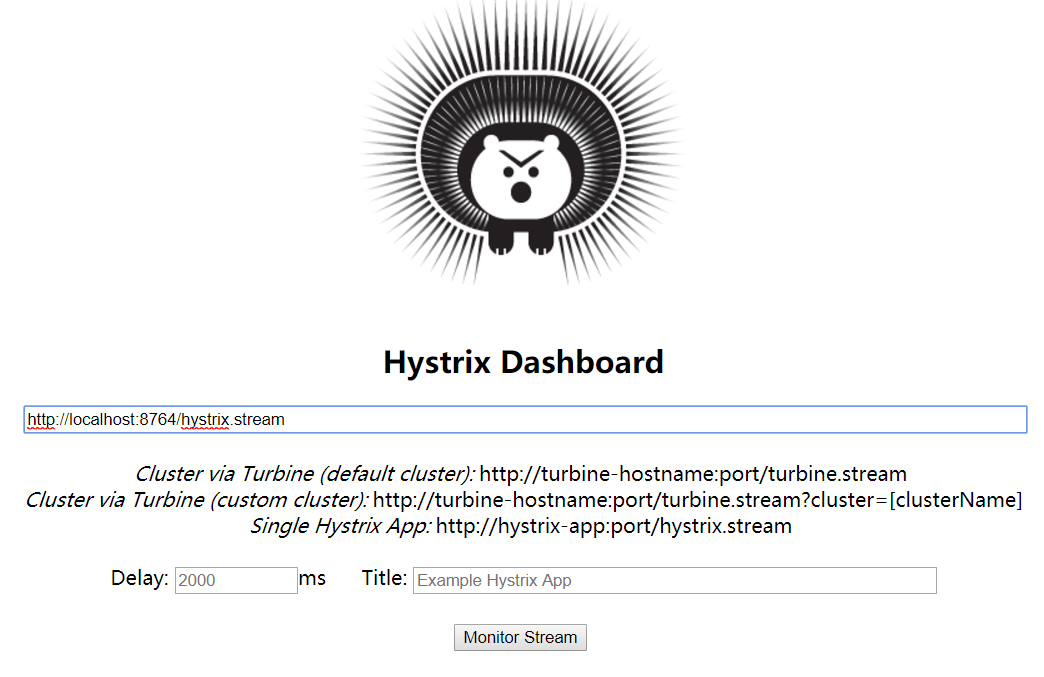 Hystrix Dashboard
http://localhost:8764/hystrix.stream
Cluster via Turbine (default cluster): http://turbine-hostname:port/turbine.stream
Cluster via Turbine (custom cluster): http://turbine-hostname:port/turbine.stream?cluster=[clusterName]
Single Hystrix App: http://hystrix-app:port/hystrix.stream
Delay: 2000 ms Title: Example Hystrix App
Monitor Stream